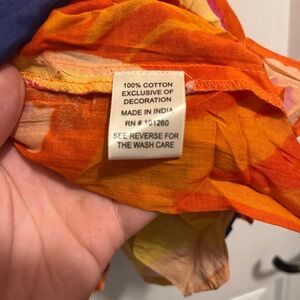 100% COTTON
EXCLUSIVE OF
DECORATION
MADE IN INDIA
RN # 101260
SEE REVERSE FOR
THE WASH CARE